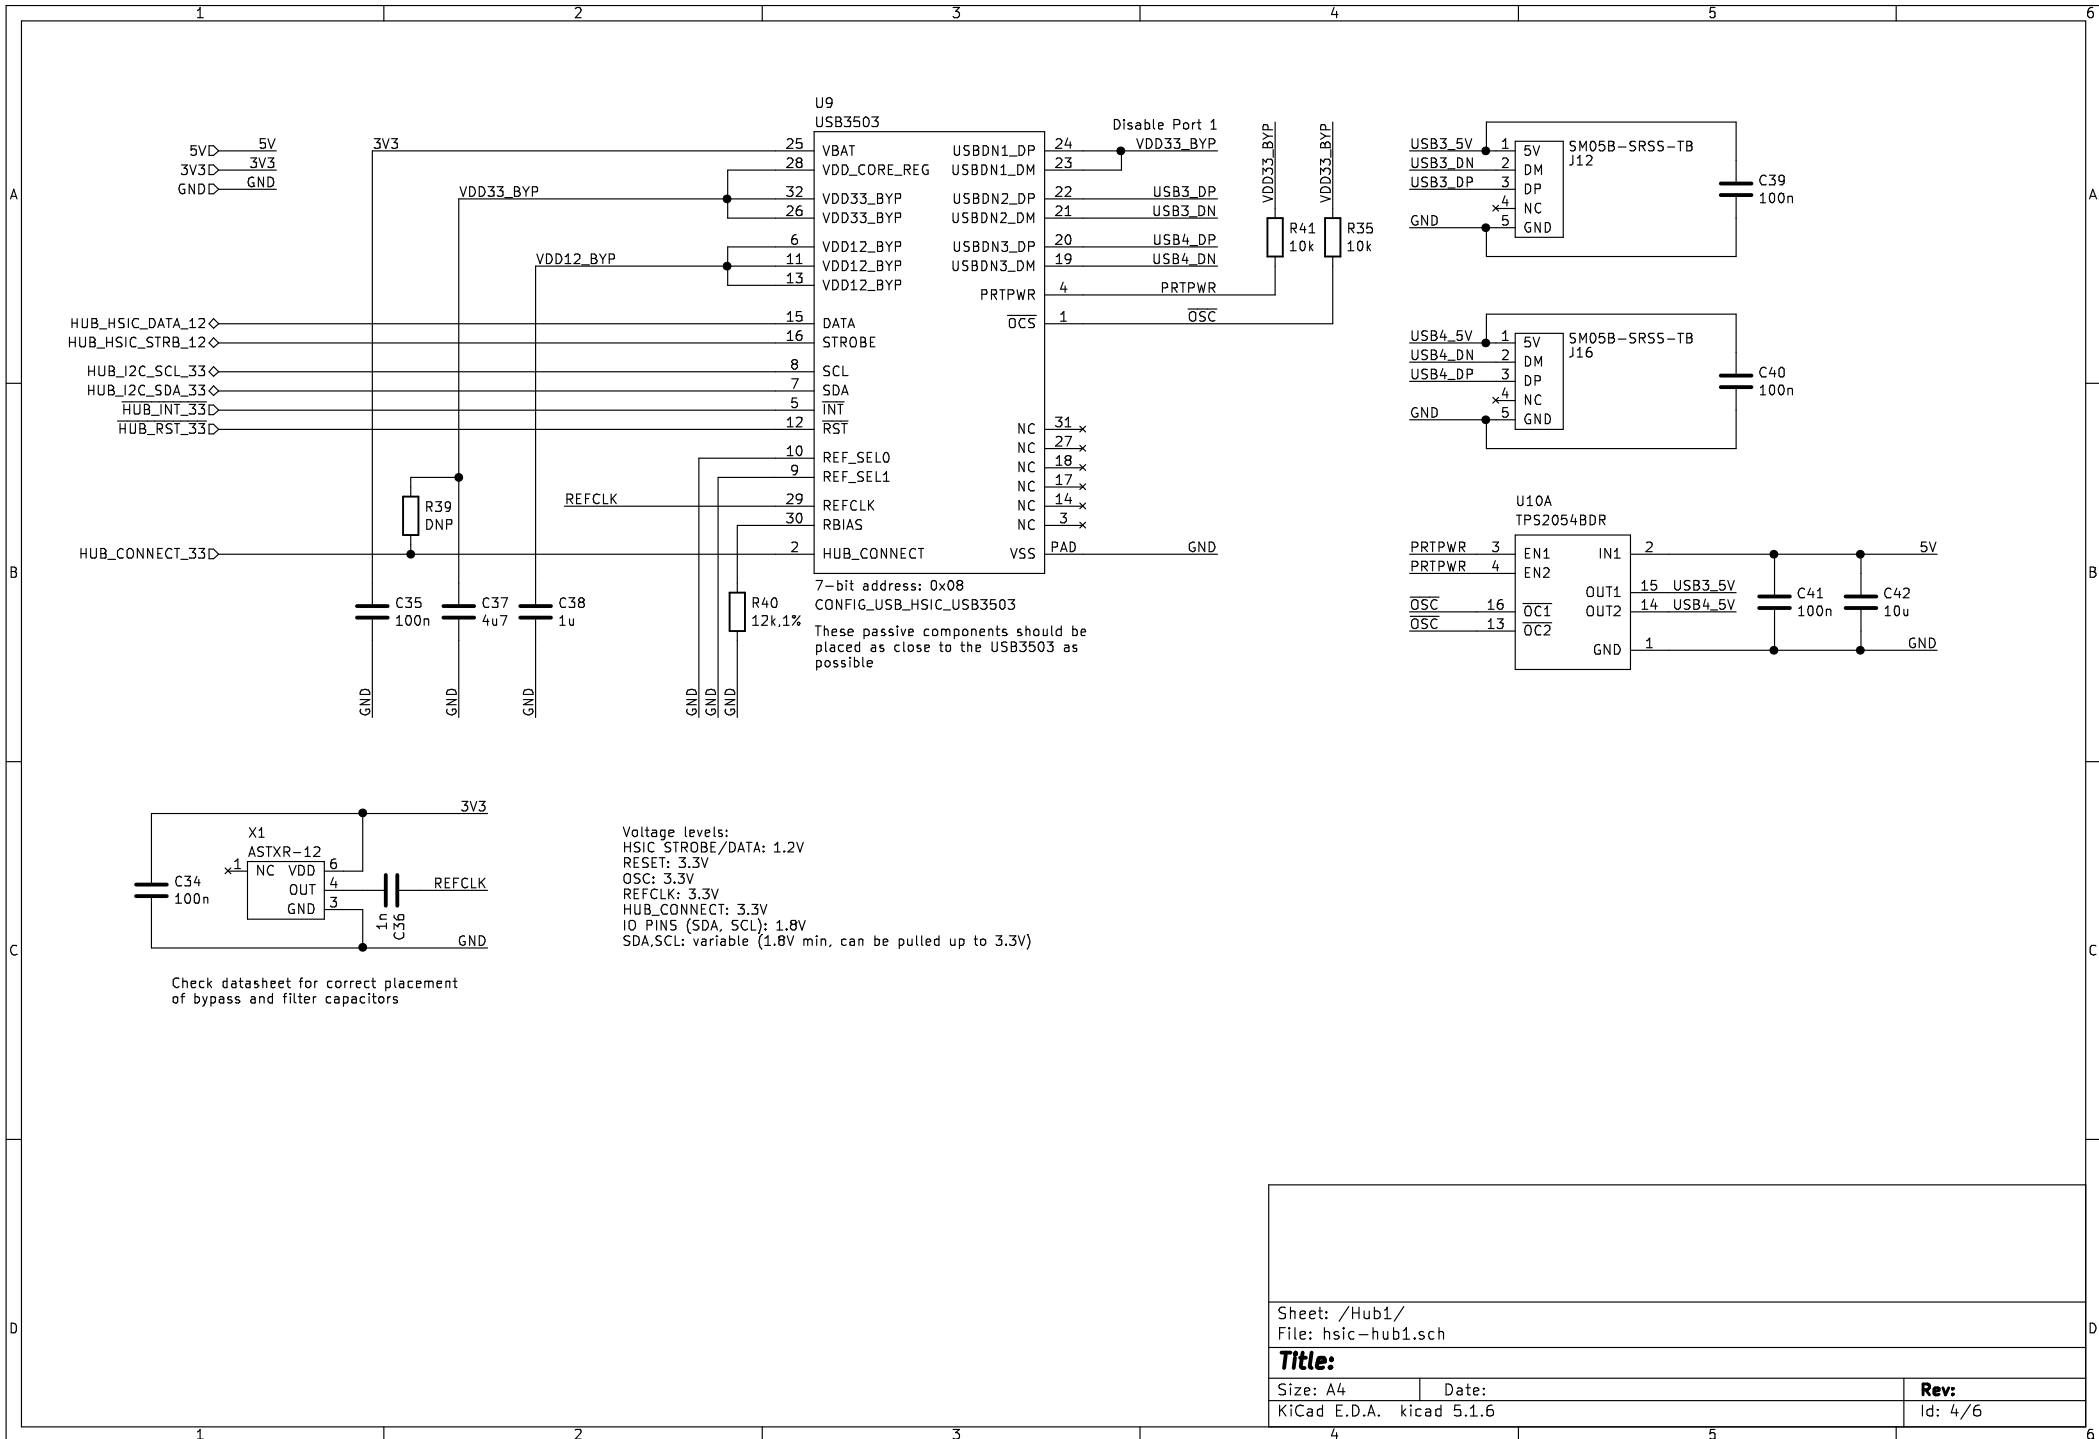 1 2 3 4 5 6
A
B
C
D
A
B
C
D
1 2 3 4 5 6
5V 5V
3V3 3V3
GND GND
HUB_HSIC_DATA_12
HUB_HSIC_STRB_12
HUB_I2C_SCL_33
HUB_I2C_SDA_33
HUB_INT_33
HUB_RST_33
HUB_CONNECT_33
3V3
VDD33_BYP
VDD12_BYP
REFCLK
R39
DNP
C35
100n
C37
4u7
C38
1u
R40
12k,1%
GND
GND
GND
GND
GND
GND
U9
USB3503
25 VBAT
28 VDD_CORE_REG
32 VDD33_BYP
26 VDD33_BYP
6 VDD12_BYP
11 VDD12_BYP
13 VDD12_BYP
15 DATA
16 STROBE
8 SCL
7 SDA
5 INT
12 RST
10 REF_SEL0
9 REF_SEL1
29 REFCLK
30 RBIAS
2 HUB_CONNECT
Disable Port 1
USBDN1_DP 24 VDD33_BYP
USBDN1_DM 23
USBDN2_DP 22 USB3_DP
USBDN2_DM 21 USB3_DN
USBDN3_DP 20 USB4_DP
USBDN3_DM 19 USB4_DN
PRTPWR 4 PRTPWR
OCS 1 OSC
NC 31
NC 27
NC 18
NC 17
NC 14
NC 3
VSS PAD GND
7-bit address: 0x08
CONFIG_USB_HSIC_USB3503
These passive components should be
placed as close to the USB3503 as
possible
VDD33_BYP
VDD33_BYP
R41
10k
R35
10k
USB3_5V 1 5V
USB3_DN 2 DM
USB3_DP 3 DP
4 NC
GND 5 GND
SM05B-SRSS-TB
J12
C39
100n
USB4_5V 1 5V
USB4_DN 2 DM
USB4_DP 3 DP
4 NC
GND 5 GND
SM05B-SRSS-TB
J16
C40
100n
U10A
TPS2054BDR
PRTPWR 3 EN1
PRTPWR 4 EN2
OSC 16 OC1
OSC 13 OC2
IN1 2 5V
OUT1 15 USB3_5V
OUT2 14 USB4_5V
GND 1 GND
C41
100n
C42
10u
3V3
X1
ASTXR-12
1 NC VDD 6
OUT 4 REFCLK
GND 3
GND
C34
100n
1n
C36
Check datasheet for correct placement
of bypass and filter capacitors
Voltage levels:
HSIC STROBE/DATA: 1.2V
RESET: 3.3V
OSC: 3.3V
REFCLK: 3.3V
HUB_CONNECT: 3.3V
IO PINS (SDA, SCL): 1.8V
SDA,SCL: variable (1.8V min, can be pulled up to 3.3V)
Sheet: /Hub1/
File: hsic-hub1.sch
Title:
Size: A4 Date: Rev:
KiCad E.D.A. kicad 5.1.6 Id: 4/6